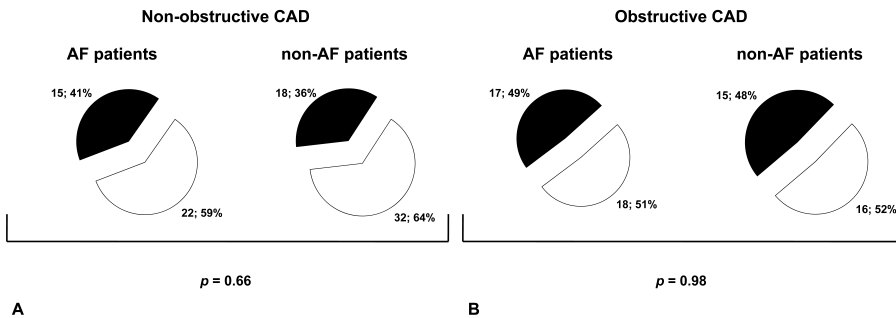 Non-obstructive CAD
AF patients
non-AF patients
15; 41%
18; 36%
22; 59%
32; 64%
p = 0.66
A
Obstructive CAD
AF patients
non-AF patients
17; 49%
15; 48%
18; 51%
16; 52%
p = 0.98
B